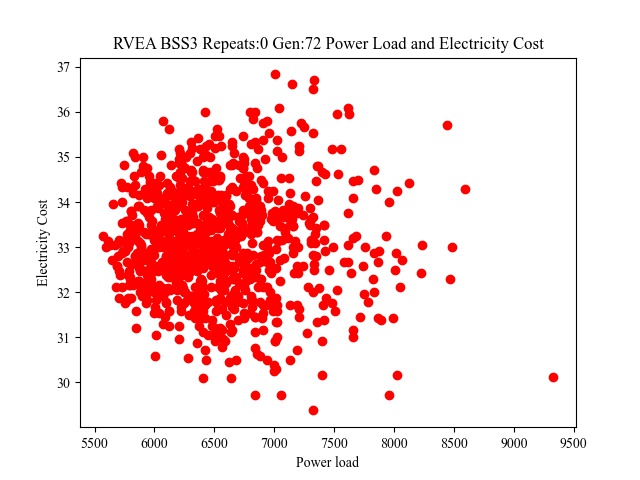 RVEA BSS3 Repeats:0 Gen:72 Power Load and Electricity Cost
37
36
35
34
33
32
31
30
Electricity Cost
5500 6000 6500 7000 7500 8000 8500 9000 9500
Power load